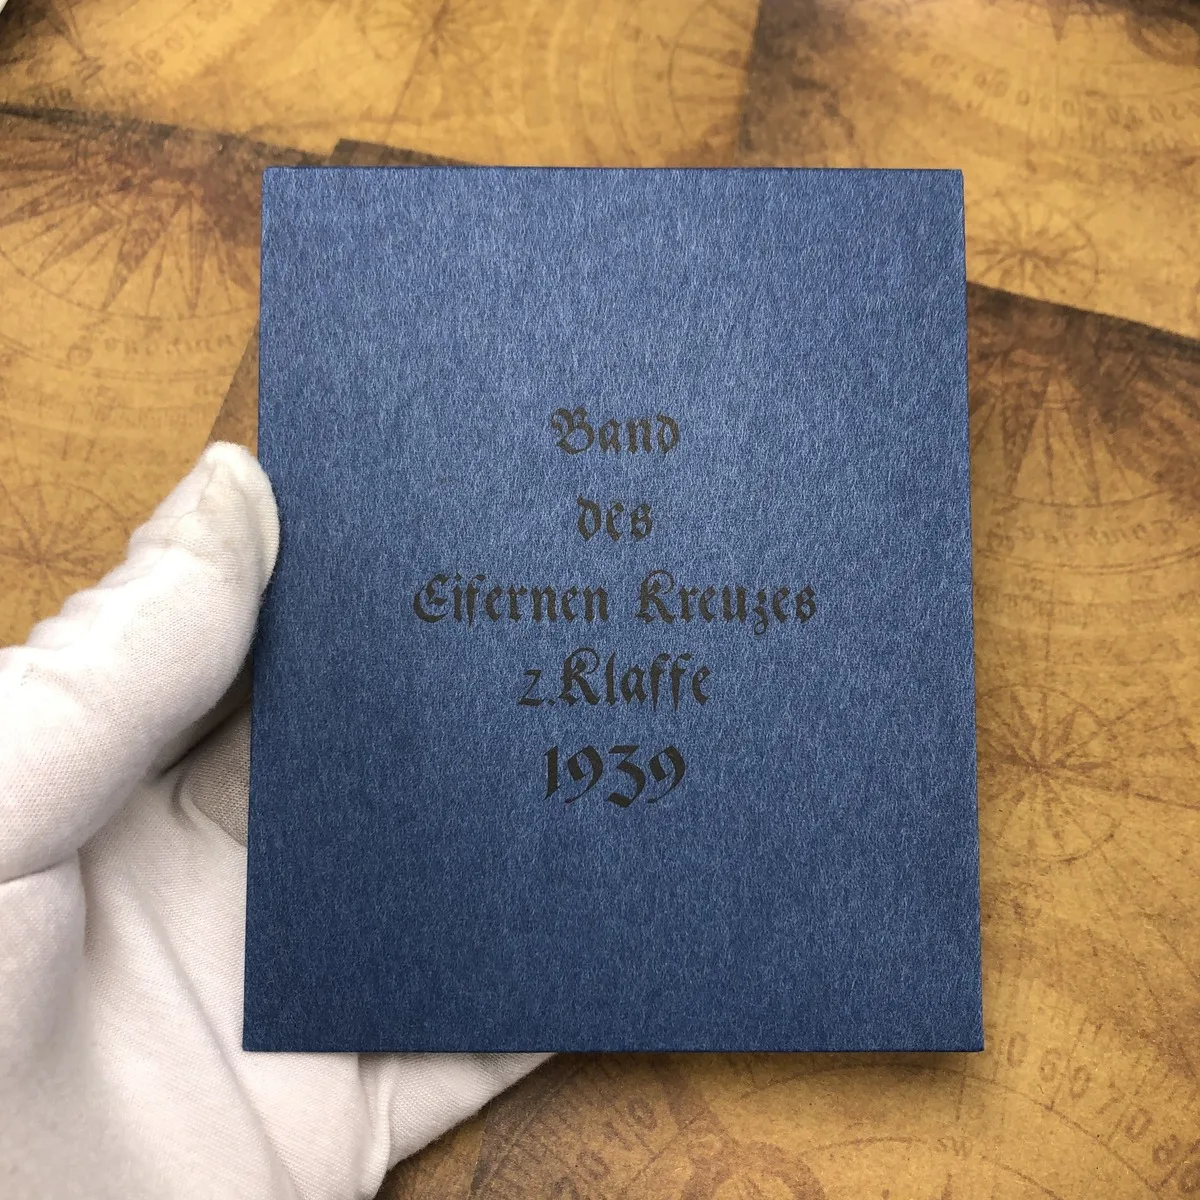 Band
des
Eiſernen Kreuzes
2.Klaſſe
1939